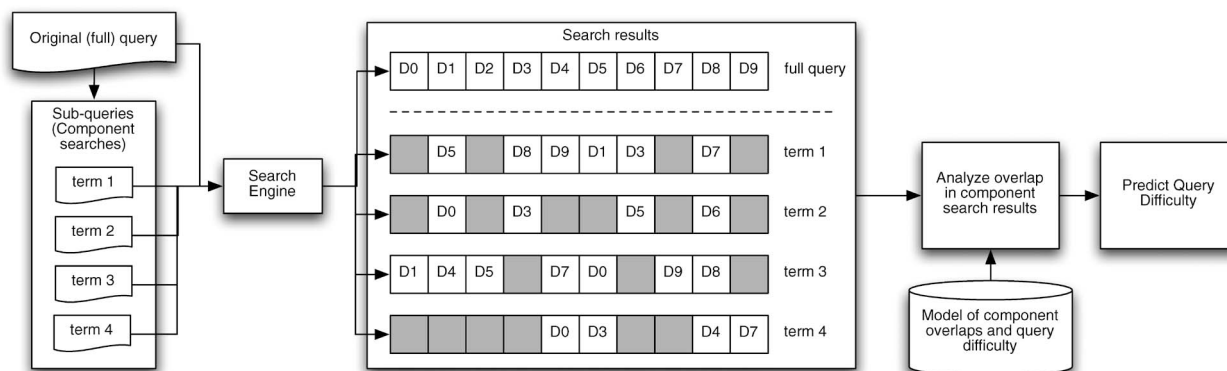 Original (full) query
Sub-queries
(Component
searches)
term 1
term 2
term 3
term 4
Search
Engine
Search results
D0 D1 D2 D3 D4 D5 D6 D7 D8 D9 full query
D5 D8 D9 D1 D3 D7 term 1
D0 D3 D5 D6 term 2
D1 D4 D5 D7 D0 D9 D8 term 3
D0 D3 D4 D7 term 4
Analyze overlap
in component
search results
Predict Query
Difficulty
Model of component
overlaps and query
difficulty